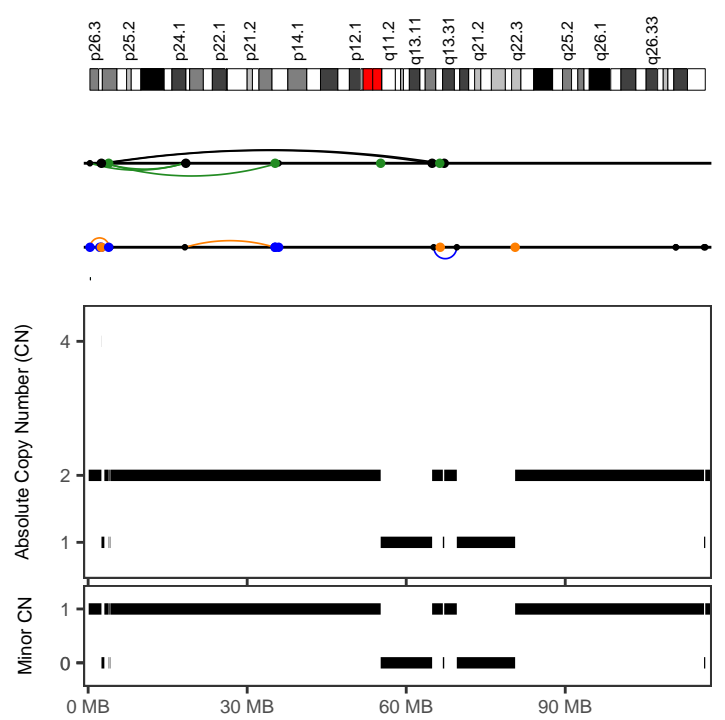 p26.3 p25.2 p24.1 p22.1 p21.2 p14.1 p12.1 q11.2 q13.11 q13.31 q21.2 q22.3 q25.2 q26.1 q26.33
Absolute Copy Number (CN)
4
2
1
Minor CN
1
0
0 MB 30 MB 60 MB 90 MB